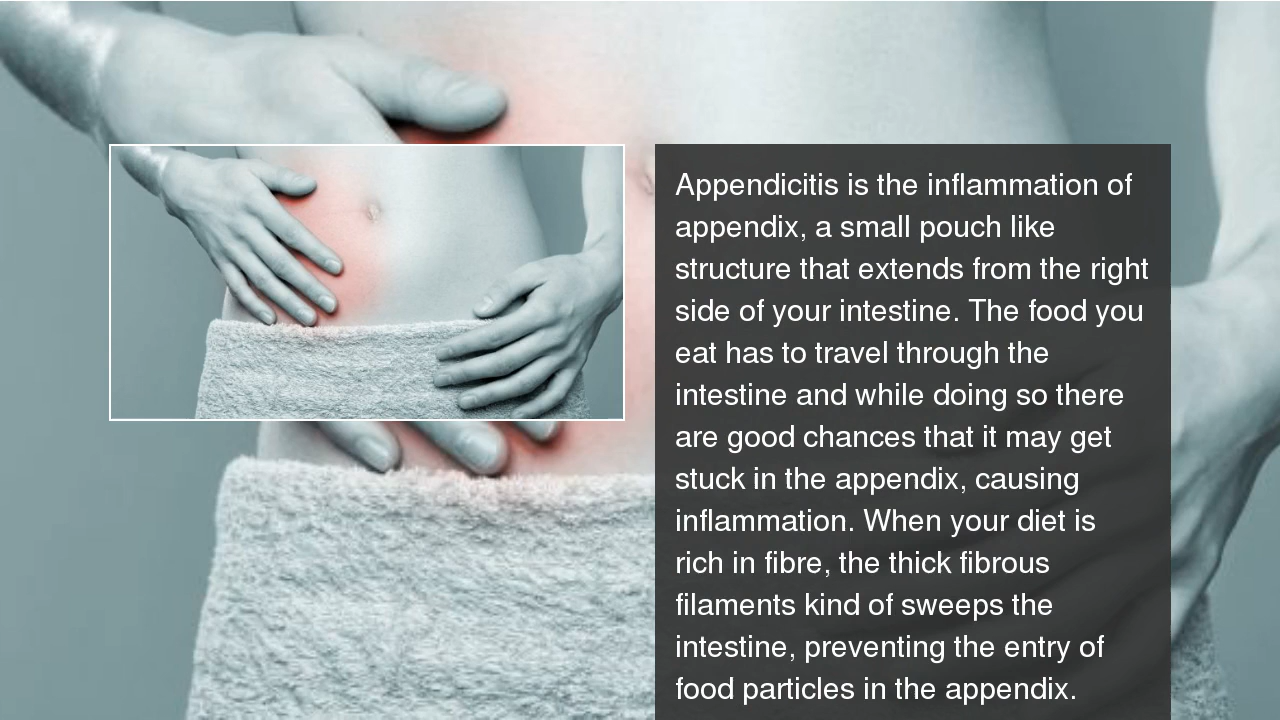 Appendicitis is the inflammation of
appendix, a small pouch like
structure that extends from the right
side of your intestine. The food you
eat has to travel through the
intestine and while doing so there
are good chances that it may get
stuck in the appendix, causing
inflammation. When your diet is
rich in fibre, the thick fibrous
filaments kind of sweeps the
intestine, preventing the entry of
food particles in the appendix.